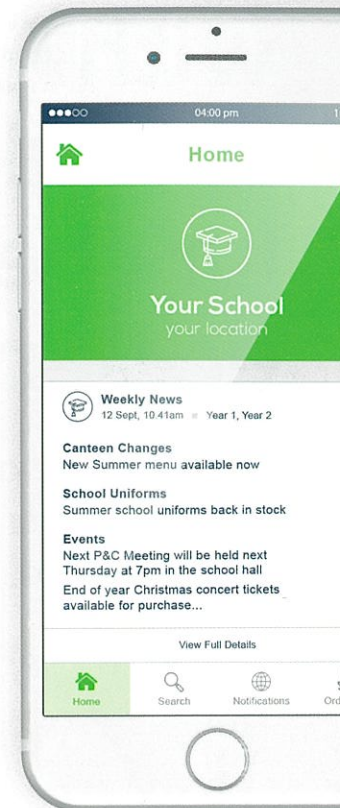 04:00 pm
Home
Your School
your location
Weekly News
12 Sept, 10.41am Year 1, Year 2
Canteen Changes
New Summer menu available now
School Uniforms
Summer school uniforms back in stock
Events
Next P&C Meeting will be held next
Thursday at 7pm in the school hall
End of year Christmas concert tickets
available for purchase...
View Full Details
Home Search Notifications